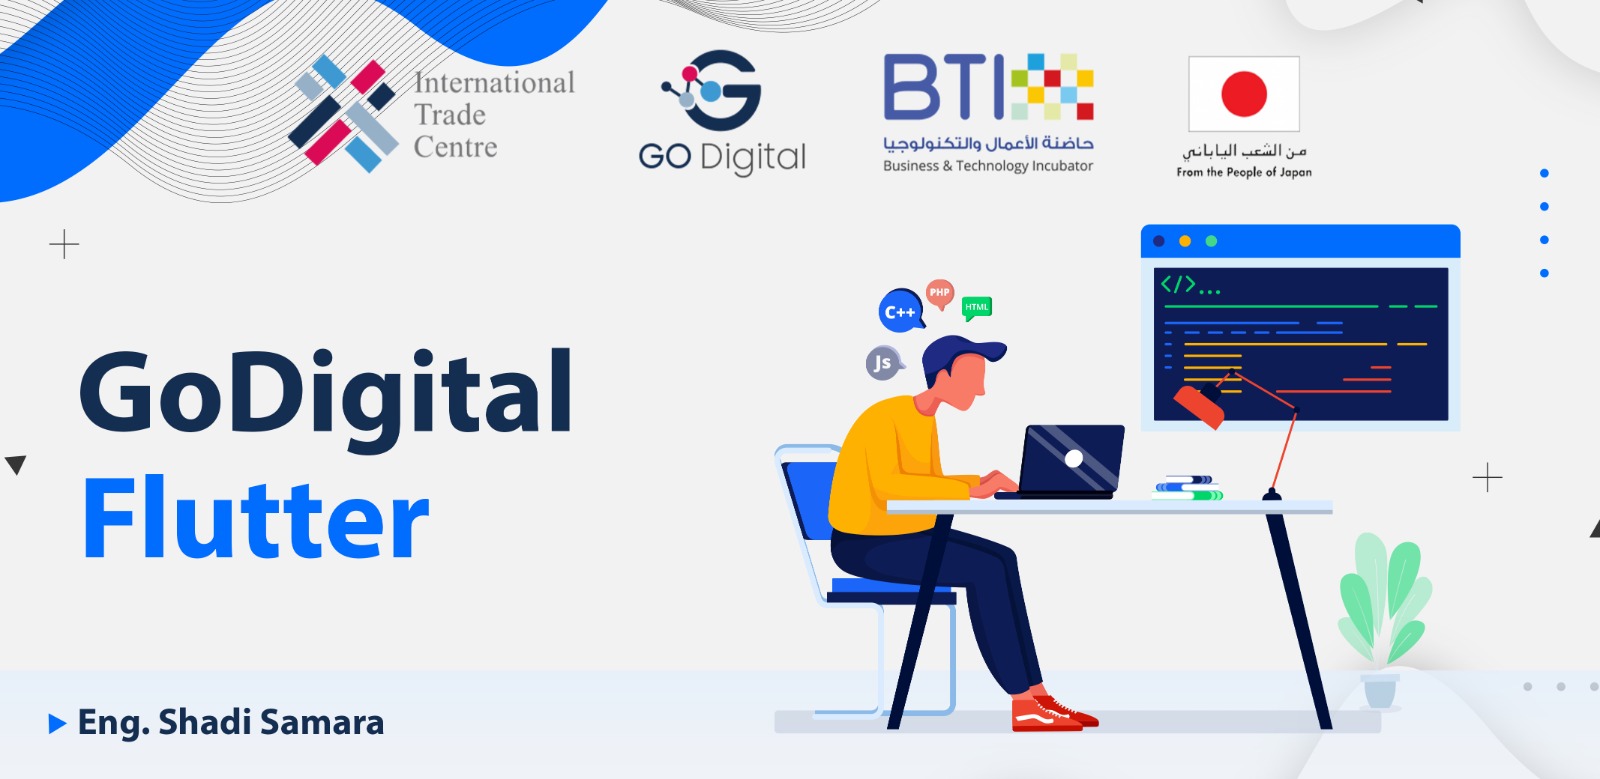 International
Trade
Centre
GO Digital
BTI
حاضنة الأعمال والتكنولوجيا
Business & Technology Incubator
من الشعب الياباني
From the People of Japan
</>...
C++
PHP
HTML
Js
GoDigital
Flutter
Eng. Shadi Samara